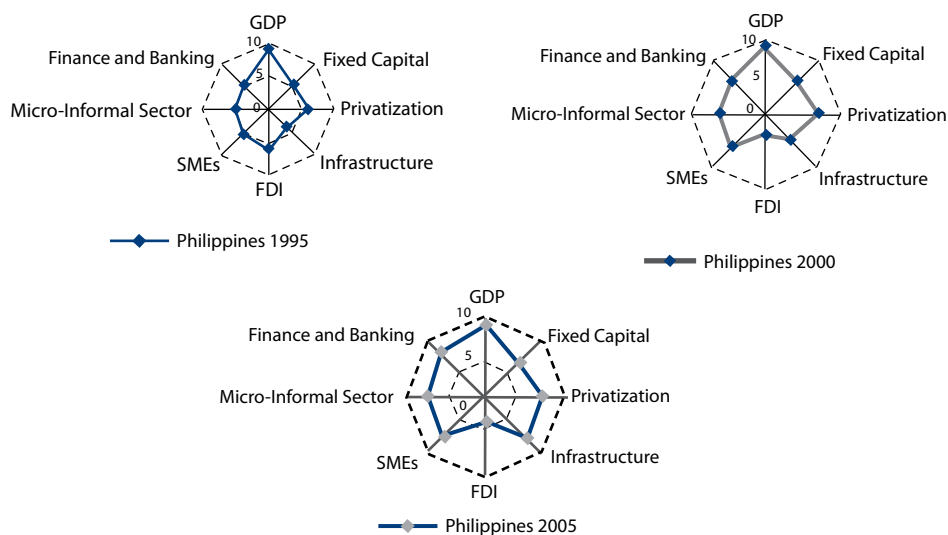 GDP
10
Finance and Banking
Fixed Capital
5
Micro-Informal Sector
0
Privatization
SMEs
Infrastructure
FDI
Philippines 1995
GDP
10
Finance and Banking
Fixed Capital
5
Micro-Informal Sector
0
Privatization
SMEs
Infrastructure
FDI
Philippines 2000
GDP
10
Finance and Banking
Fixed Capital
5
Micro-Informal Sector
0
Privatization
SMEs
Infrastructure
FDI
Philippines 2005